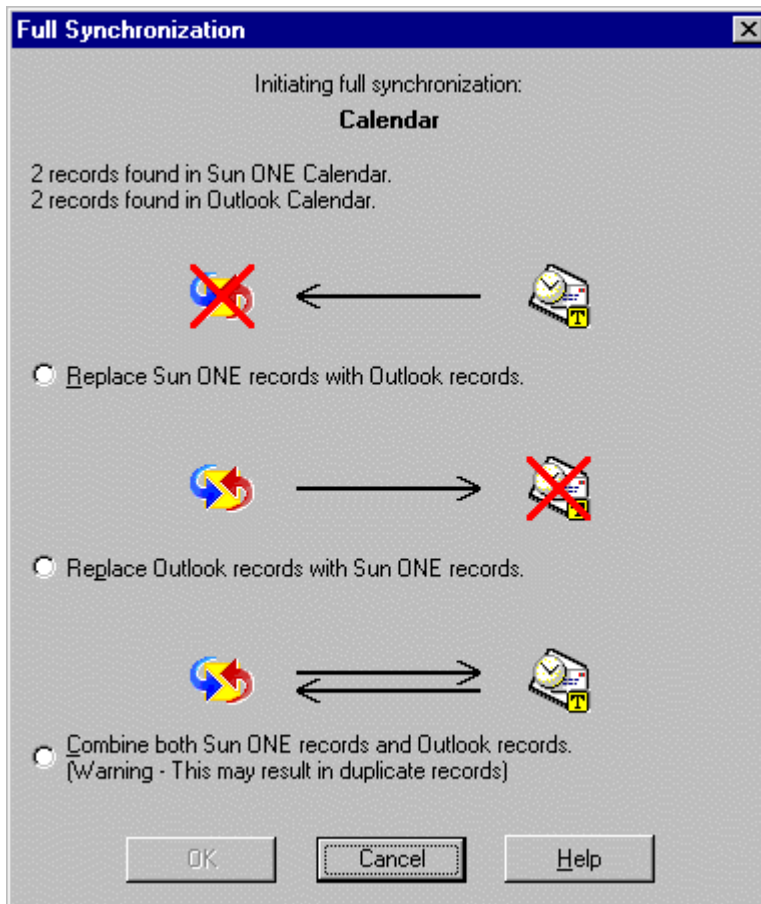 Full Synchronization
Initiating full synchronization:
Calendar
2 records found in Sun ONE Calendar.
2 records found in Outlook Calendar.
T
Replace Sun ONE records with Outlook records.
T
Replace Outlook records with Sun ONE records.
T
Combine both Sun ONE records and Outlook records.
(Warning - This may result in duplicate records)
OK Cancel Help